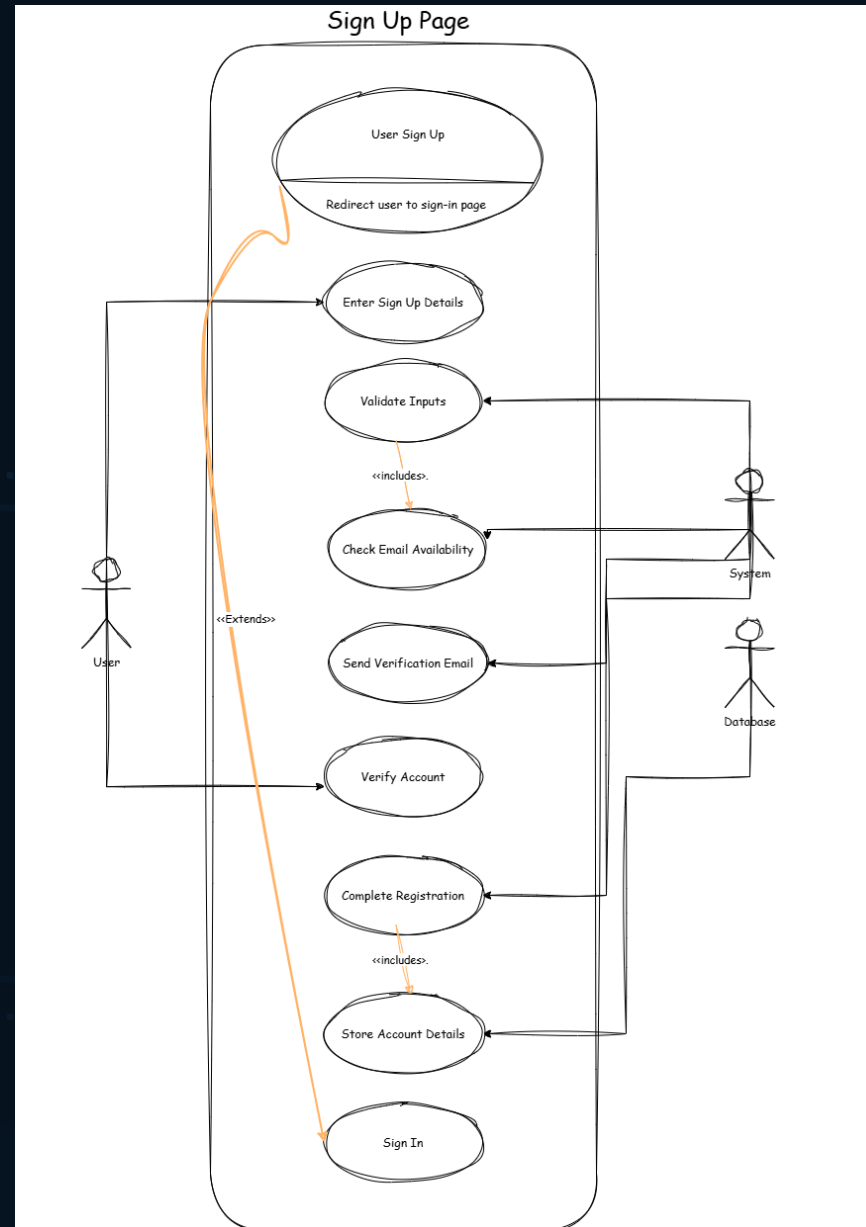 Sign Up Page
User Sign Up
Redirect user to sign-in page
Enter Sign Up Details
Validate Inputs
<<includes>.
Check Email Availability
System
<<Extends>>
Send Verification Email
User
Database
Verify Account
Complete Registration
<<includes>.
Store Account Details
Sign In